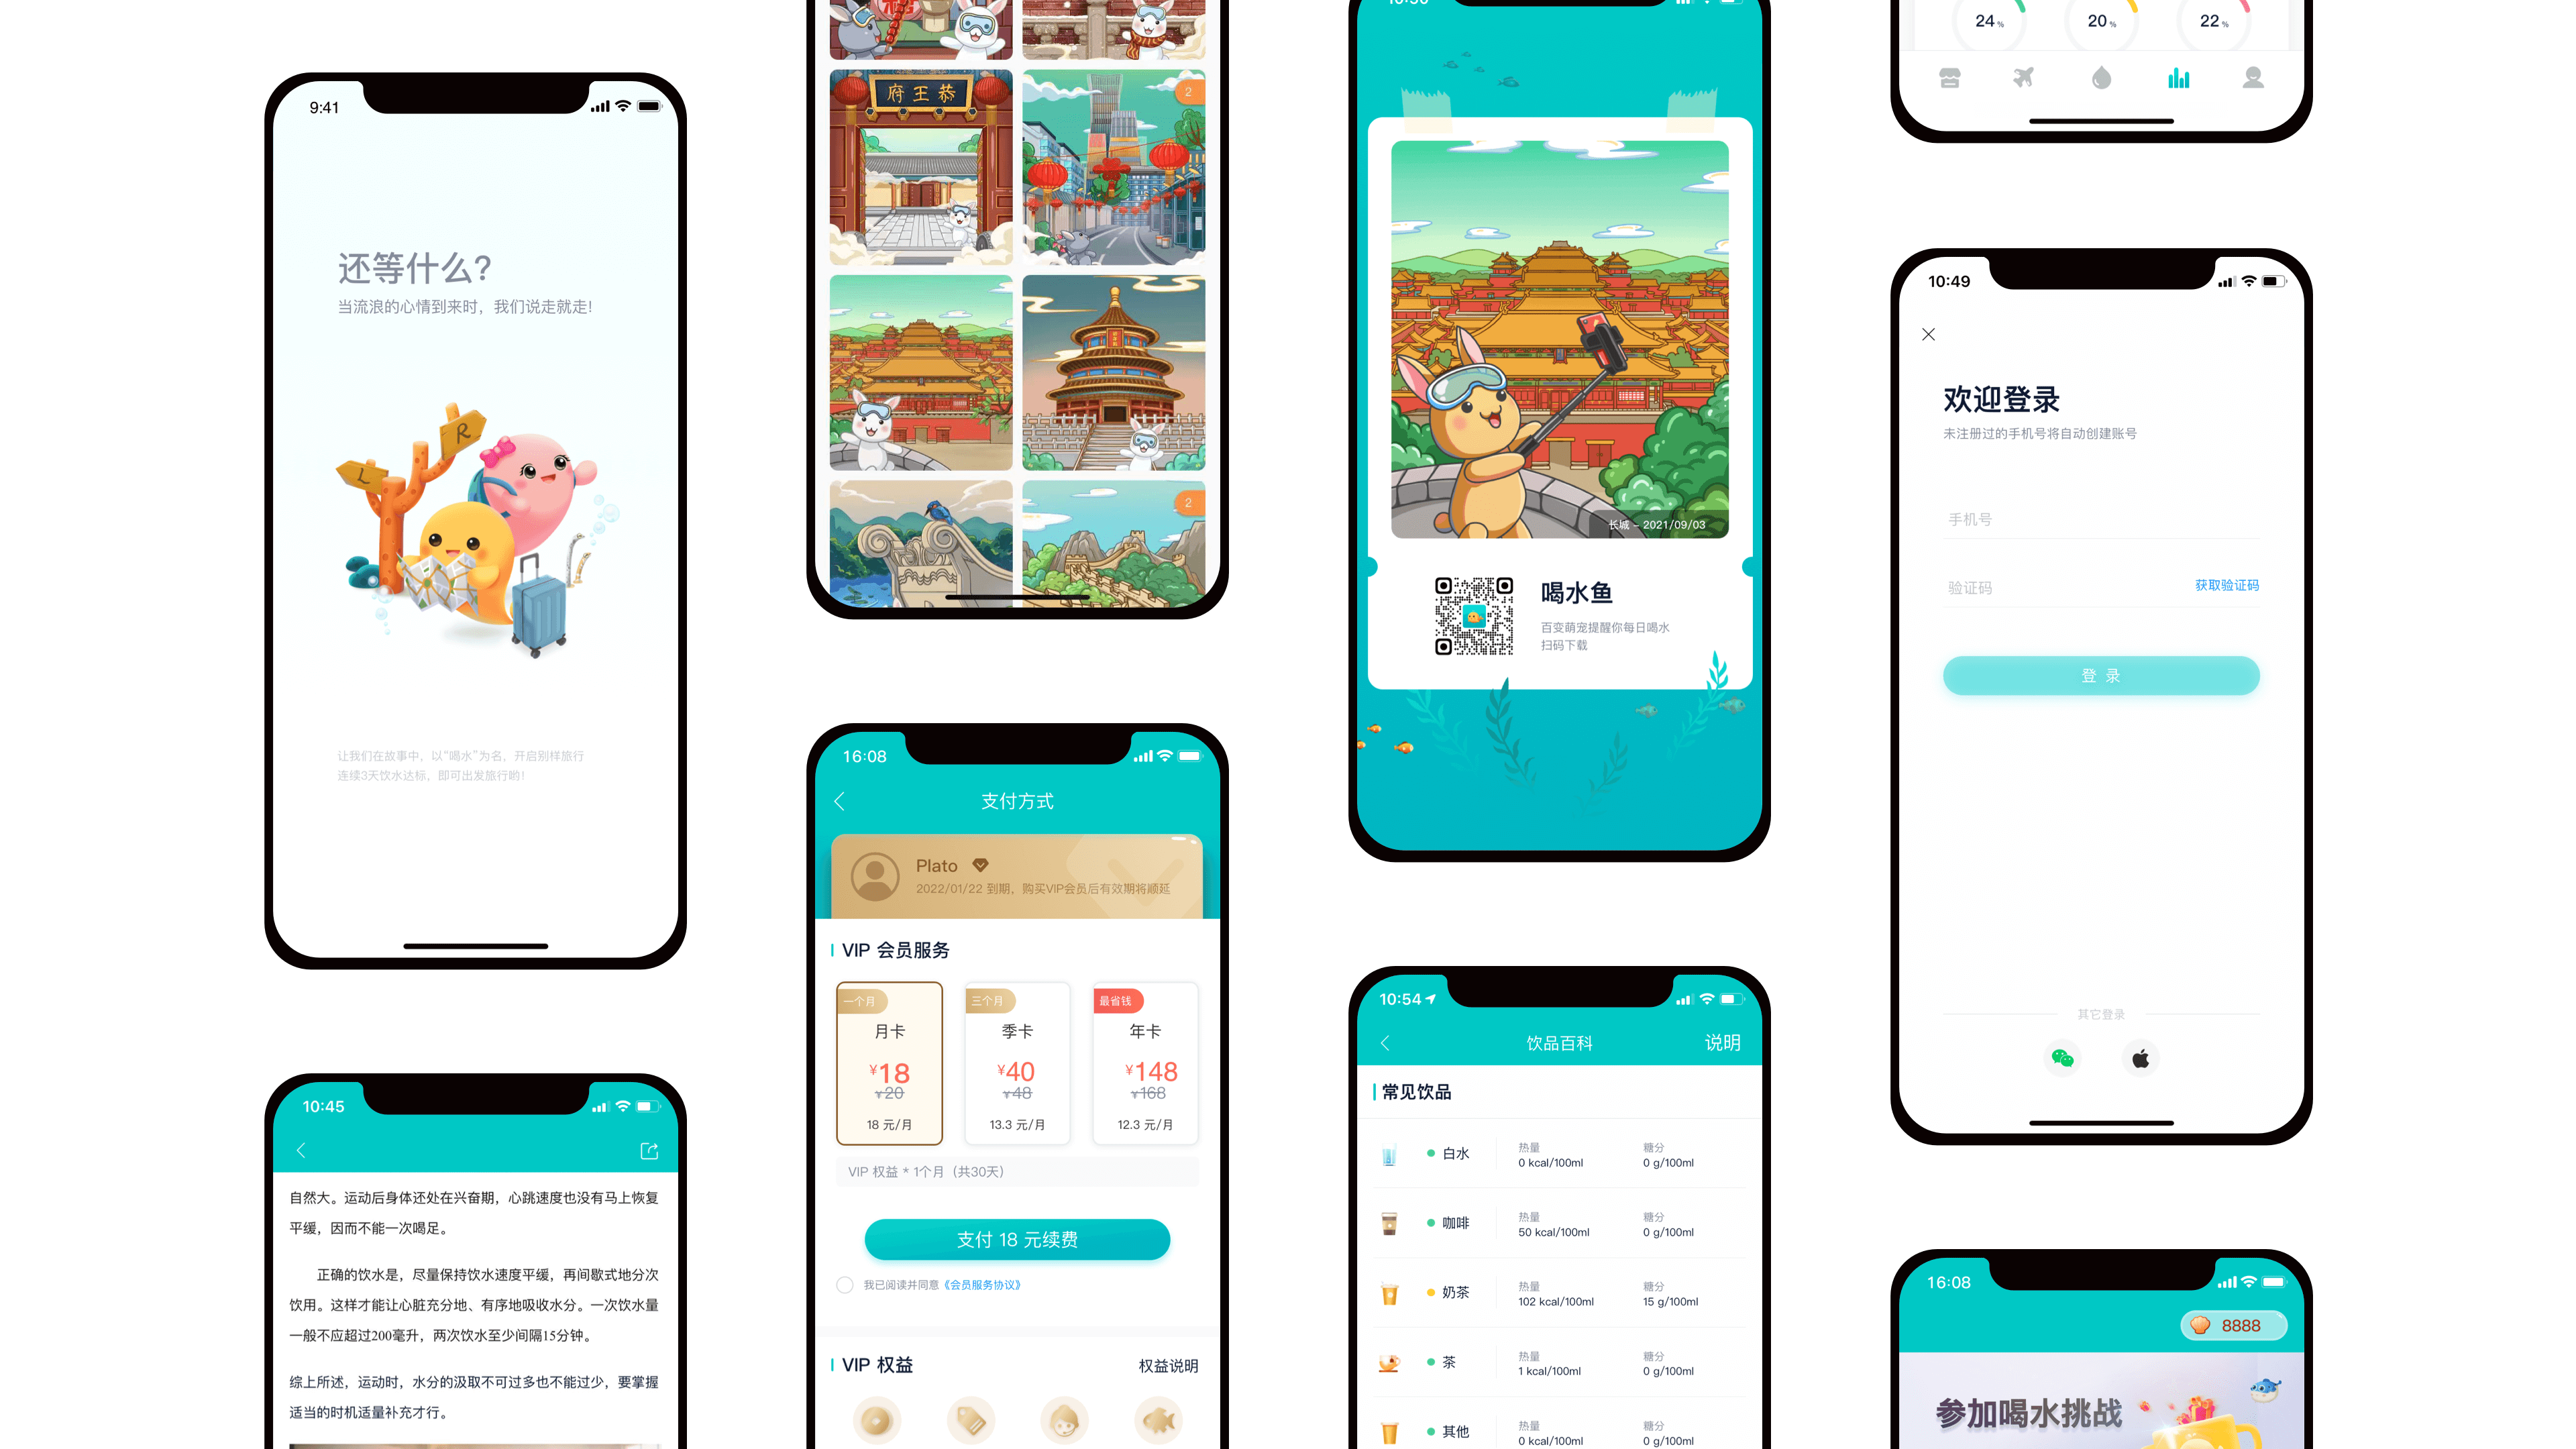 9:41
还等什么?
当流浪的心情到来时，我们说走就走!
L
R
让我们在故事中，以“喝水”为名，开启别样旅行
连续3天饮水达标，即可出发旅行哟!
10:45
自然大。运动后身体还处在兴奋期，心跳速度也没有马上恢复
平缓，因而不能一次喝足。
正确的饮水是，尽量保持饮水速度平缓，再间歇式地分次
饮用。这样才能让心脏充分地、有序地吸收水分。一次饮水量
一般不应超过200毫升，两次饮水至少间隔15分钟。
综上所述，运动时，水分的汲取不可过多也不能过少，要掌握
适当的时机适量补充才行。
府王恭
2
2
16:08
支付方式
Plato
2022/01/22 到期，购买VIP会员后有效期将顺延
VIP 会员服务
一个月
月卡
¥18
¥20
18 元/月
三个月
季卡
¥40
¥48
13.3 元/月
最省钱
年卡
¥148
¥168
12.3 元/月
VIP 权益 * 1个月（共30天）
支付 18 元续费
我已阅读并同意《会员服务协议》
VIP 权益
权益说明
长城 - 2021/09/03
喝水鱼
百变萌宠提醒你每日喝水
扫码下载
10:54
饮品百科
说明
常见饮品
白水
热量
0 kcal/100ml
糖分
0 g/100ml
咖啡
热量
50 kcal/100ml
糖分
0 g/100ml
奶茶
热量
102 kcal/100ml
糖分
15 g/100ml
茶
热量
1 kcal/100ml
糖分
0 g/100ml
其他
热量
0 kcal/100ml
糖分
0 g/100ml
24 %
20 %
22 %
10:49
欢迎登录
未注册过的手机号将自动创建账号
手机号
验证码
获取验证码
登 录
其它登录
16:08
8888
参加喝水挑战